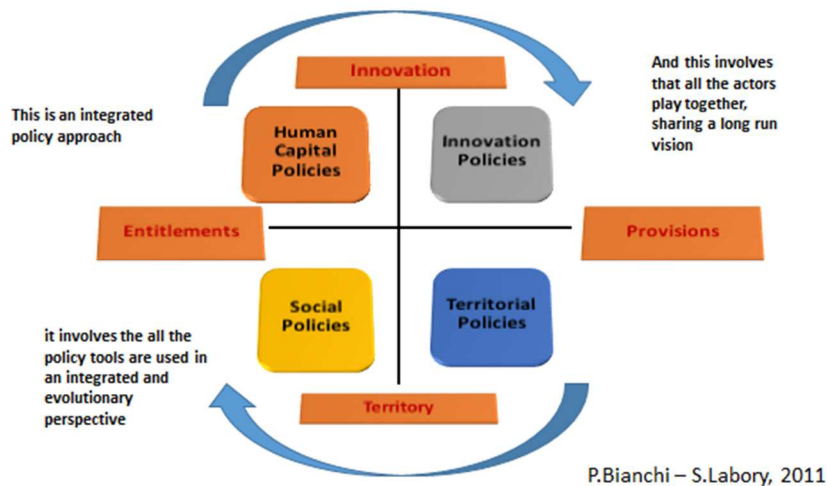 Innovation
This is an integrated
policy approach
And this involves
that all the actors
play together,
sharing a long run
vision
Human
Capital
Policies
Innovation
Policies
Entitlements
Provisions
Social
Policies
Territorial
Policies
it involves the all the
policy tools are used in
an integrated and
evolutionary
perspective
Territory
P.Bianchi – S.Labory, 2011